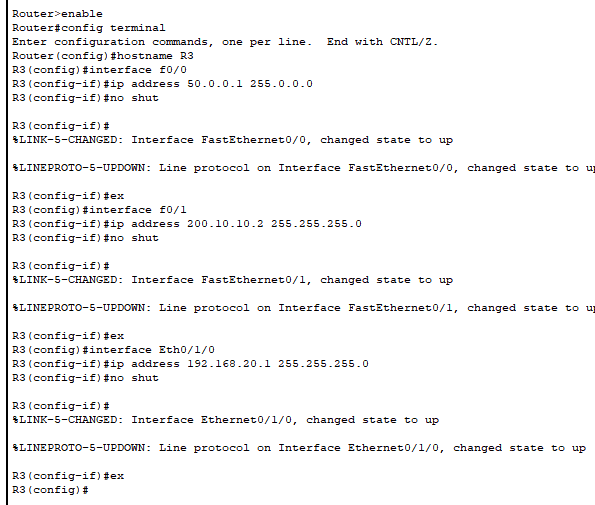 Router>enable
Router#config terminal
Enter configuration commands, one per line.  End with CNTL/Z.
Router(config)#hostname R3
R3(config)#interface f0/0
R3(config-if)#ip address 50.0.0.1 255.0.0.0
R3(config-if)#no shut
R3(config-if)#
%LINK-5-CHANGED: Interface FastEthernet0/0, changed state to up
%LINEPROTO-5-UPDOWN: Line protocol on Interface FastEthernet0/0, changed state to u
R3(config-if)#ex
R3(config)#interface f0/1
R3(config-if)#ip address 200.10.10.2 255.255.255.0
R3(config-if)#no shut
R3(config-if)#
%LINK-5-CHANGED: Interface FastEthernet0/1, changed state to up
%LINEPROTO-5-UPDOWN: Line protocol on Interface FastEthernet0/1, changed state to u
R3(config-if)#ex
R3(config)#interface Eth0/1/0
R3(config-if)#ip address 192.168.20.1 255.255.255.0
R3(config-if)#no shut
R3(config-if)#
%LINK-5-CHANGED: Interface Ethernet0/1/0, changed state to up
%LINEPROTO-5-UPDOWN: Line protocol on Interface Ethernet0/1/0, changed state to up
R3(config-if)#ex
R3(config)#